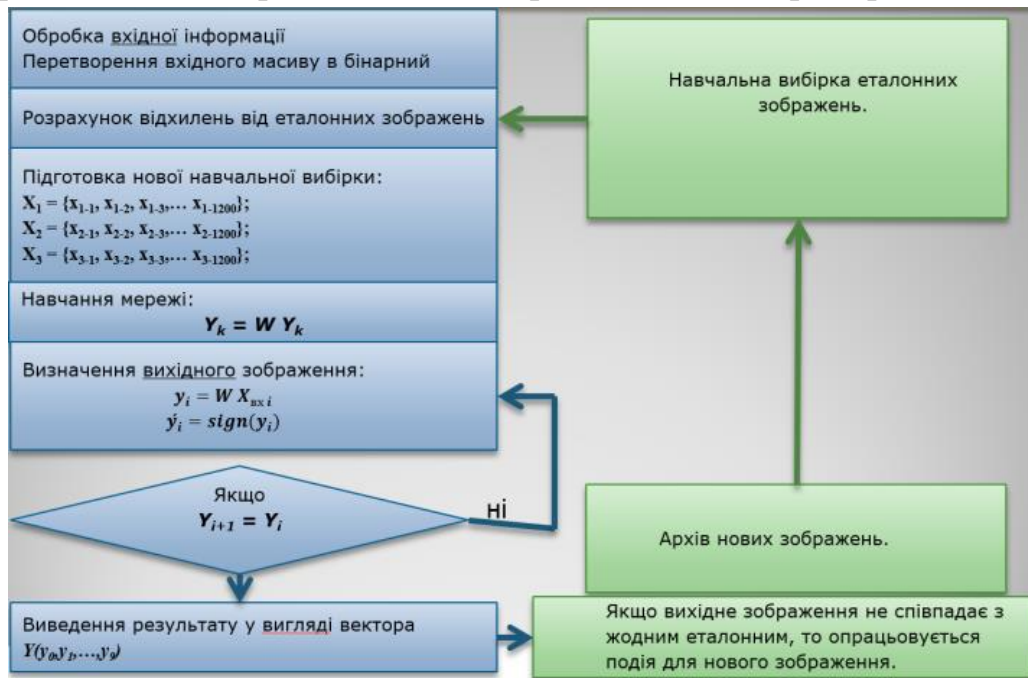 Обробка вхідної інформації
Перетворення вхідного масиву в бінарний
Розрахунок відхилень від еталонних зображень
Підготовка нової навчальної вибірки:
X₁ = {x₁₋₁, x₁₋₂, x₁₋₃,… x₁₋₁₂₀₀};
X₂ = {x₂₋₁, x₂₋₂, x₂₋₃,… x₂₋₁₂₀₀};
X₃ = {x₃₋₁, x₃₋₂, x₃₋₃,… x₃₋₁₂₀₀};
Навчання мережі:
Yₖ = W Yₖ
Визначення вихідного зображення:
yᵢ = W Xвх i
ý̇ᵢ = sign(yᵢ)
Якщо
Yᵢ₊₁ = Yᵢ
ні
Виведення результату у вигляді вектора
Y(y₀,y₁,…,y₉)
Навчальна вибірка еталонних
зображень.
Архів нових зображень.
Якщо вихідне зображення не співпадає з
жодним еталонним, то опрацьовується
подія для нового зображення.